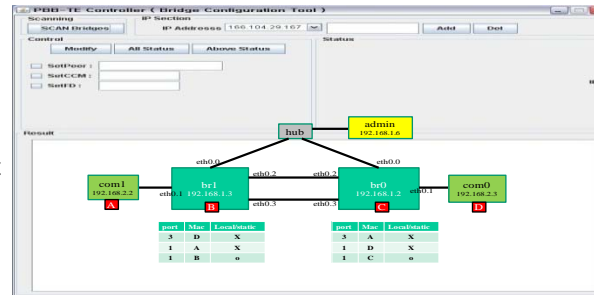 PBB-TE Controller ( Bridge Configuration Tool )
Scanning
IP Section
SCAN Bridges
IP Addresss
166.104.29.167
Add
Del
Control
Status
Modify
All Status
Above Status
SetPeer :
SetCCM :
SetFD :
Result
hub
admin
192.168.1.6
eth0.0
eth0.0
com1
192.168.2.2
eth0.1
br1
192.168.1.3
eth0.2
eth0.2
eth0.3
eth0.3
br0
192.168.1.2
eth0.1
com0
192.168.2.3
A
B
C
D
port Mac Local/static
3 D X
1 A X
1 B o
port Mac Local/static
3 A X
1 D X
1 C o